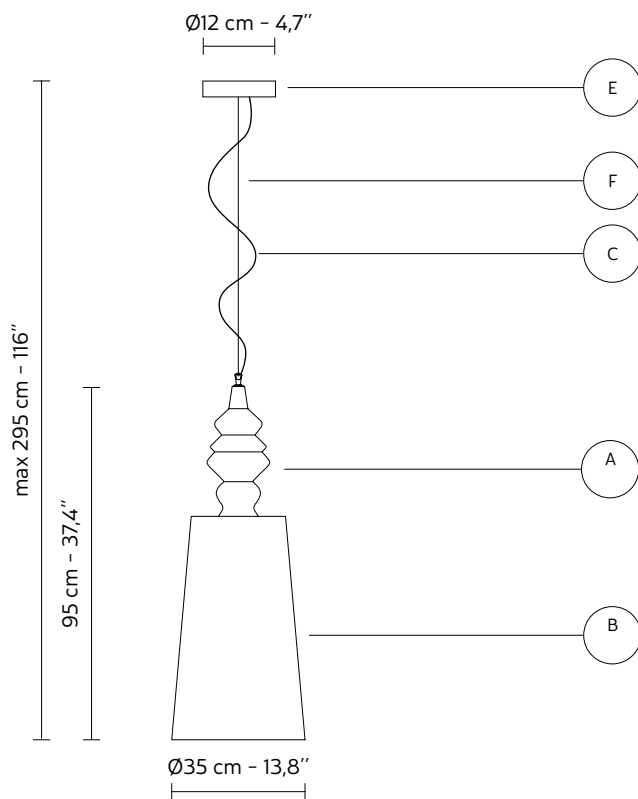 Ø12 cm - 4,7’’
E
F
C
max 295 cm - 116’’
A
95 cm - 37,4’’
B
Ø35 cm - 13,8’’